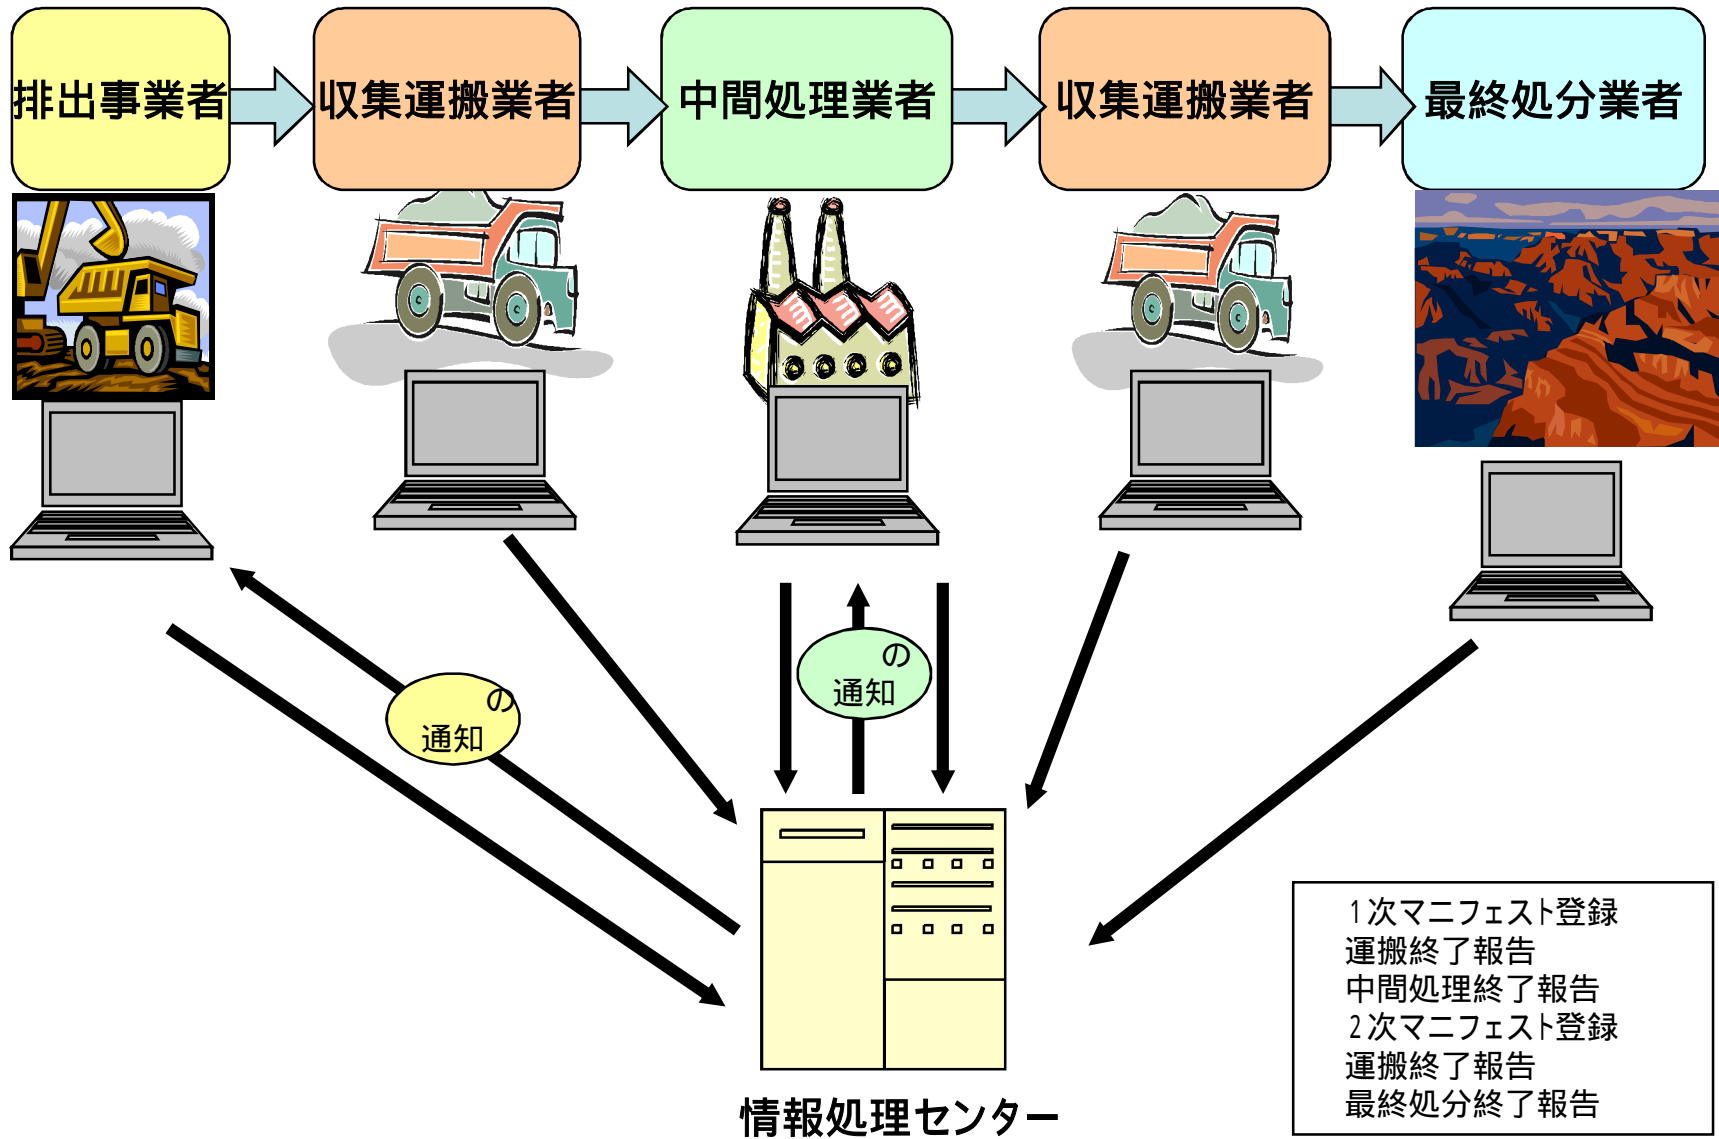 排出事業者
収集運搬業者
中間処理業者
収集運搬業者
最終処分業者
の
通知
の
通知
1次マニフェスト登録
運搬終了報告
中間処理終了報告
2次マニフェスト登録
運搬終了報告
最終処分終了報告
情報処理センター